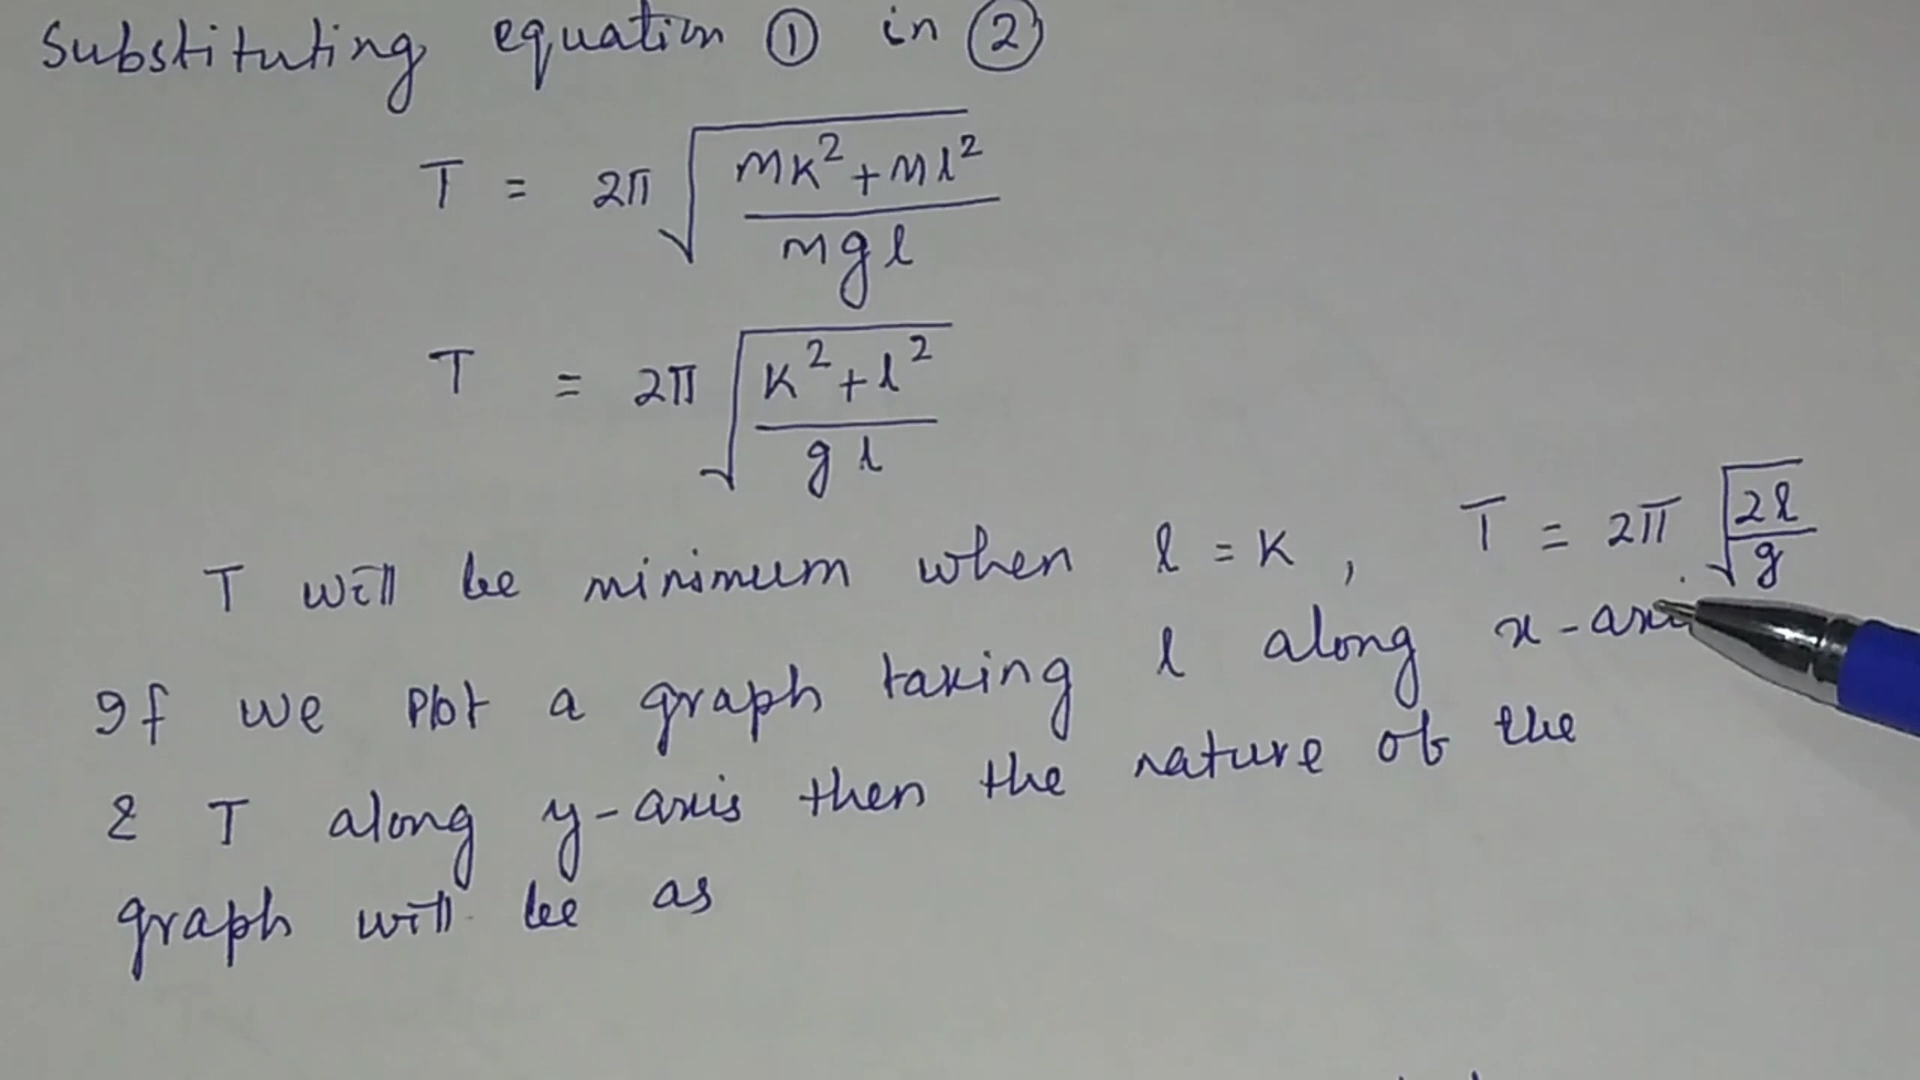 Substituting equation ① in ②
T = 2π √(MK²+Ml² / mgl)
T = 2π √(K²+l² / gl)
T will be minimum when l = K, T = 2π √(2l / g)
If we plot a graph taking l along x-axi
& T along y-axis then the nature of the
graph will be as